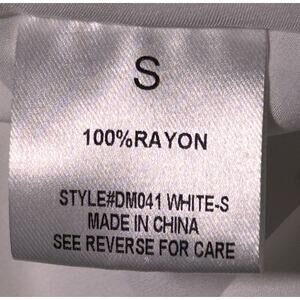 S
100%RAYON
STYLE#DM041 WHITE-S
MADE IN CHINA
SEE REVERSE FOR CARE